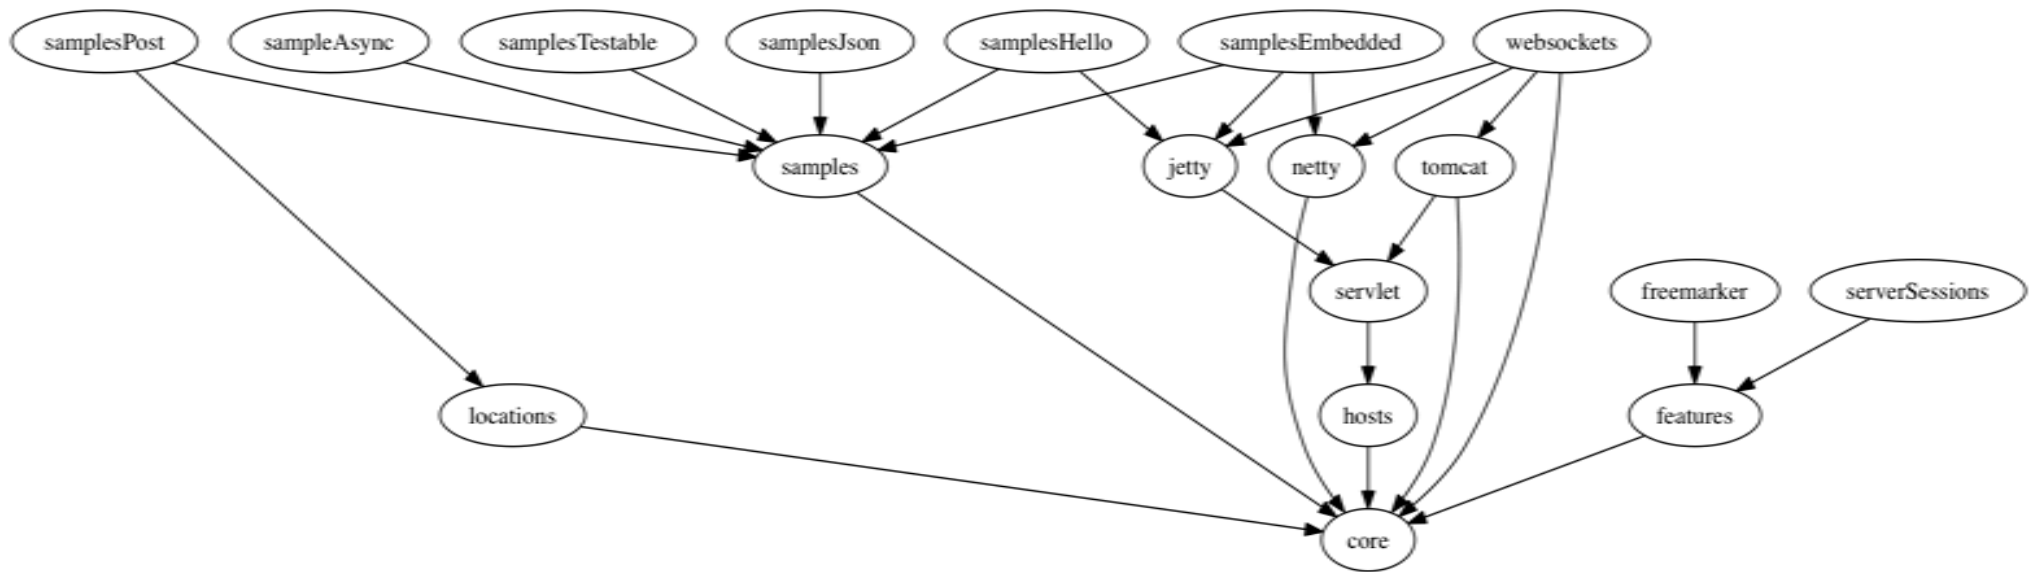 samplesPost
sampleAsync
samplesTestable
samplesJson
samplesHello
samplesEmbedded
websockets
samples
jetty
netty
tomcat
servlet
freemarker
serverSessions
locations
hosts
features
core